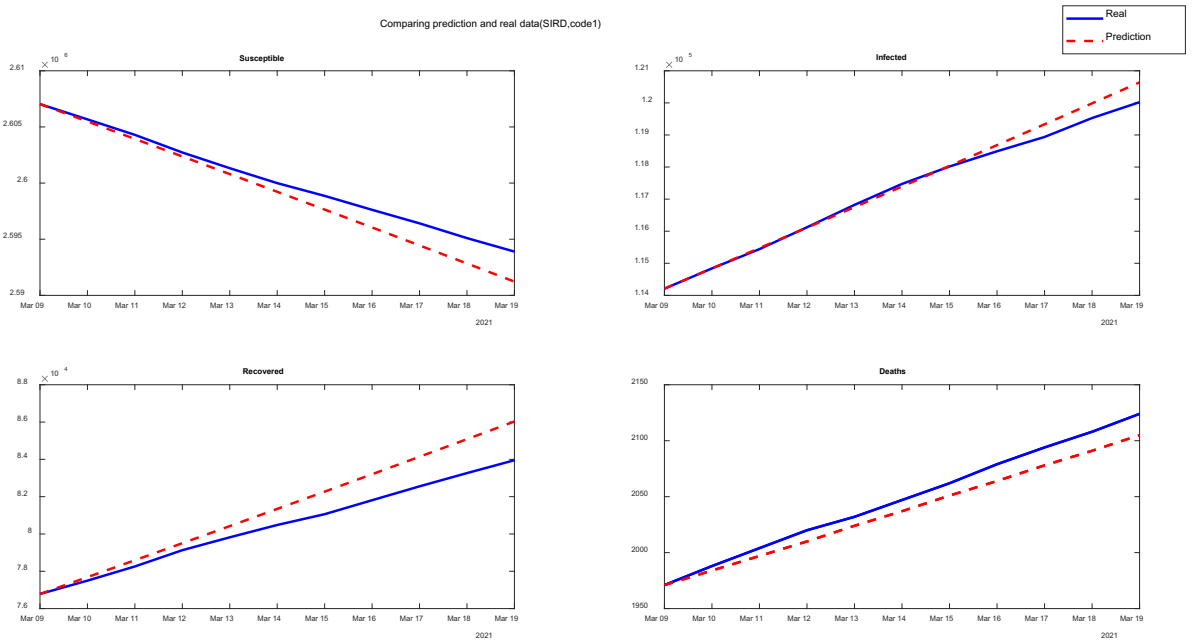 Comparing prediction and real data(SIRD,code1)
Real
Prediction
Susceptible
× 10 6
2.61
2.605
2.6
2.595
2.59
Mar 09 Mar 10 Mar 11 Mar 12 Mar 13 Mar 14 Mar 15 Mar 16 Mar 17 Mar 18 Mar 19
2021
Infected
× 10 5
1.21
1.2
1.19
1.18
1.17
1.16
1.15
1.14
Mar 09 Mar 10 Mar 11 Mar 12 Mar 13 Mar 14 Mar 15 Mar 16 Mar 17 Mar 18 Mar 19
2021
Recovered
× 10 4
8.8
8.6
8.4
8.2
8
7.8
7.6
Mar 09 Mar 10 Mar 11 Mar 12 Mar 13 Mar 14 Mar 15 Mar 16 Mar 17 Mar 18 Mar 19
2021
Deaths
2150
2100
2050
2000
1950
Mar 09 Mar 10 Mar 11 Mar 12 Mar 13 Mar 14 Mar 15 Mar 16 Mar 17 Mar 18 Mar 19
2021